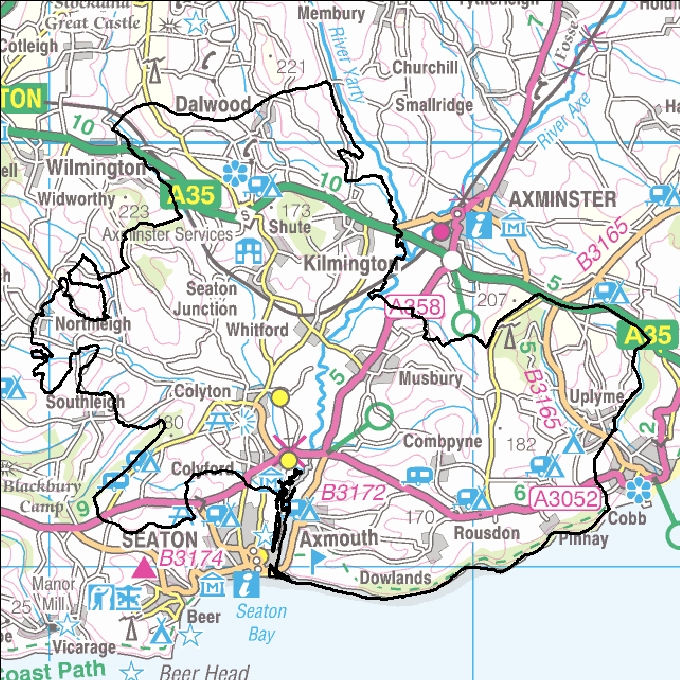 Stockland
Great Castle
Membury
Cotleigh
River Yarty
221
Churchill
7
Fosse
TON
10
Dalwood
Smallridge
River Axe
Wilmington
A35
10
AXMINSTER
Widworthy
223
173
Shute
5
B3165
Axminster Services
Kilmington
Seaton
Junction
A358
207
5
Northleigh
Whitford
A35
Southleigh
Colyton
5
Musbury
B3165
Uplyme
180
Combpyne
182
2
Blackbury
Camp
Colyford
B3172
6
A3052
9
SEATON
Axmouth
170
Rousdon
Cobb
Pinhay
B3174
Dowlands
Manor
Mill
25
Beer
Seaton
Bay
Vicarage
Coast Path
Beer Head